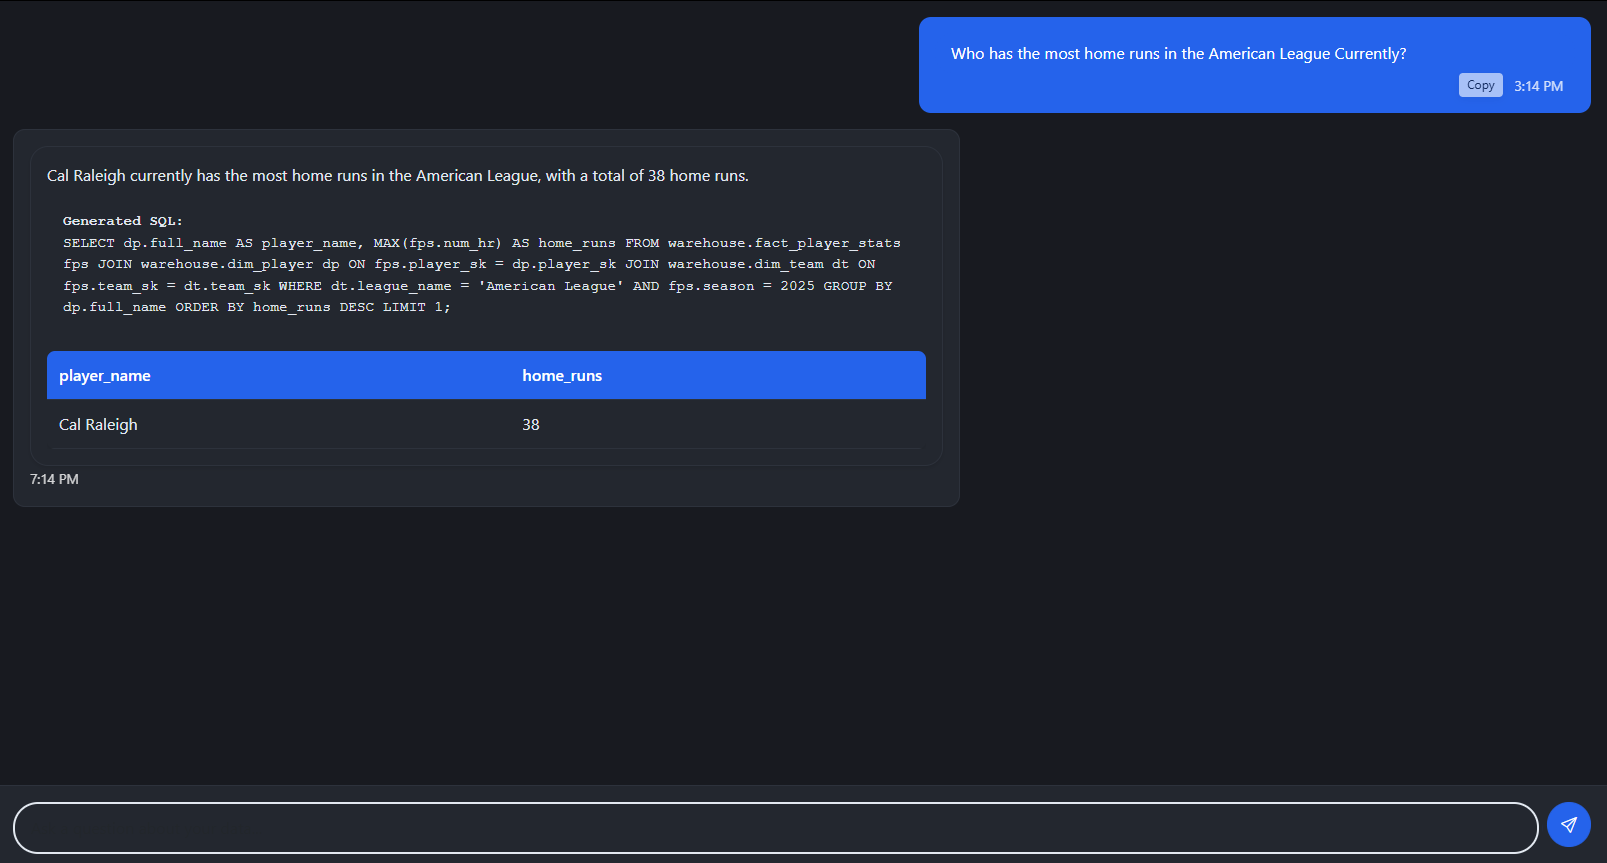 Who has the most home runs in the American League Currently?
Copy 3:14 PM
Cal Raleigh currently has the most home runs in the American League, with a total of 38 home runs.
Generated SQL:
SELECT dp.full_name AS player_name, MAX(fps.num_hr) AS home_runs FROM warehouse.fact_player_stats
fps JOIN warehouse.dim_player dp ON fps.player_sk = dp.player_sk JOIN warehouse.dim_team dt ON
fps.team_sk = dt.team_sk WHERE dt.league_name = 'American League' AND fps.season = 2025 GROUP BY
dp.full_name ORDER BY home_runs DESC LIMIT 1;
player_name home_runs
Cal Raleigh 38
7:14 PM